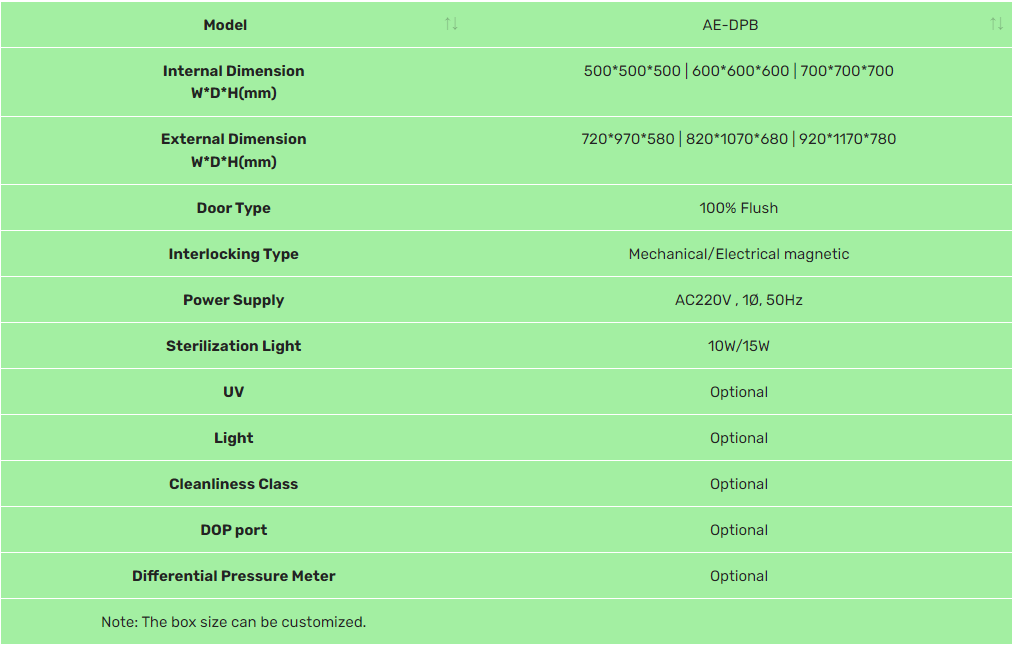 Model AE-DPB
Internal Dimension 500*500*500 | 600*600*600 | 700*700*700
W*D*H(mm)
External Dimension 720*970*580 | 820*1070*680 | 920*1170*780
W*D*H(mm)
Door Type 100% Flush
Interlocking Type Mechanical/Electrical magnetic
Power Supply AC220V , 1Ø, 50Hz
Sterilization Light 10W/15W
UV Optional
Light Optional
Cleanliness Class Optional
DOP port Optional
Differential Pressure Meter Optional
Note: The box size can be customized.